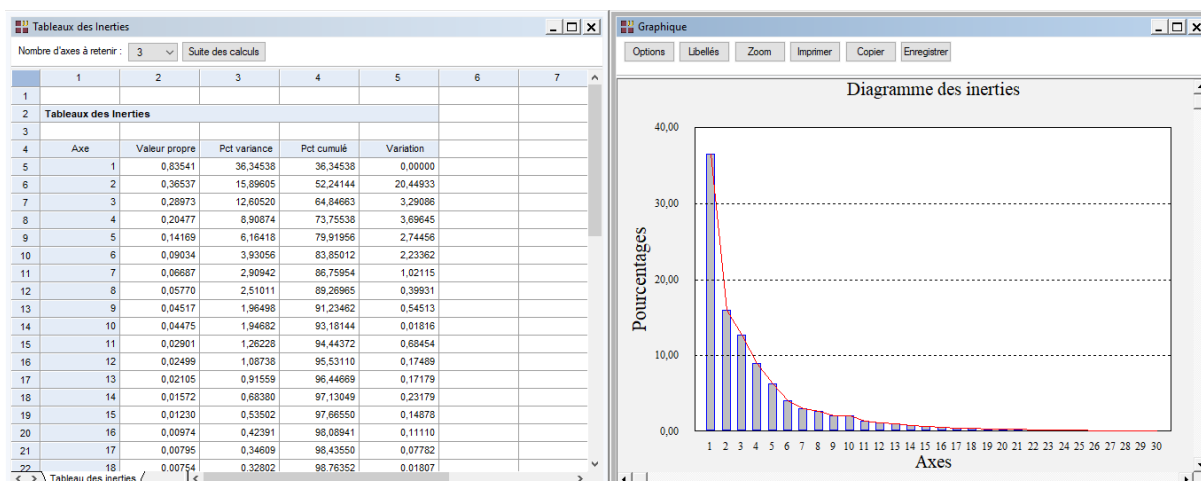 Tableaux des Inerties
Nombre d'axes à retenir : 3 Suite des calculs
1 2 3 4 5 6 7
1
2 Tableaux des Inerties
3
4 Axe Valeur propre Pct variance Pct cumulé Variation
5 1 0,83541 36,34538 36,34538 0,00000
6 2 0,36537 15,89605 52,24144 20,44933
7 3 0,28973 12,60520 64,84663 3,29086
8 4 0,20477 8,90874 73,75538 3,69645
9 5 0,14169 6,16418 79,91956 2,74456
10 6 0,09034 3,93056 83,85012 2,23362
11 7 0,06687 2,90942 86,75954 1,02115
12 8 0,05770 2,51011 89,26965 0,39931
13 9 0,04517 1,96498 91,23462 0,54513
14 10 0,04475 1,94682 93,18144 0,01816
15 11 0,02901 1,26228 94,44372 0,68454
16 12 0,02499 1,08738 95,53110 0,17489
17 13 0,02105 0,91559 96,44669 0,17179
18 14 0,01572 0,68380 97,13049 0,23179
19 15 0,01230 0,53502 97,66550 0,14878
20 16 0,00974 0,42391 98,08941 0,11110
21 17 0,00795 0,34609 98,43550 0,07782
22 18 0,00754 0,32802 98,76352 0,01807
Tableau des inerties
Graphique
Options Libellés Zoom Imprimer Copier Enregistrer
Diagramme des inerties
Pourcentages
40,00
30,00
20,00
10,00
0,00
1 2 3 4 5 6 7 8 9 10 11 12 13 14 15 16 17 18 19 20 21 22 23 24 25 26 27 28 29 30
Axes